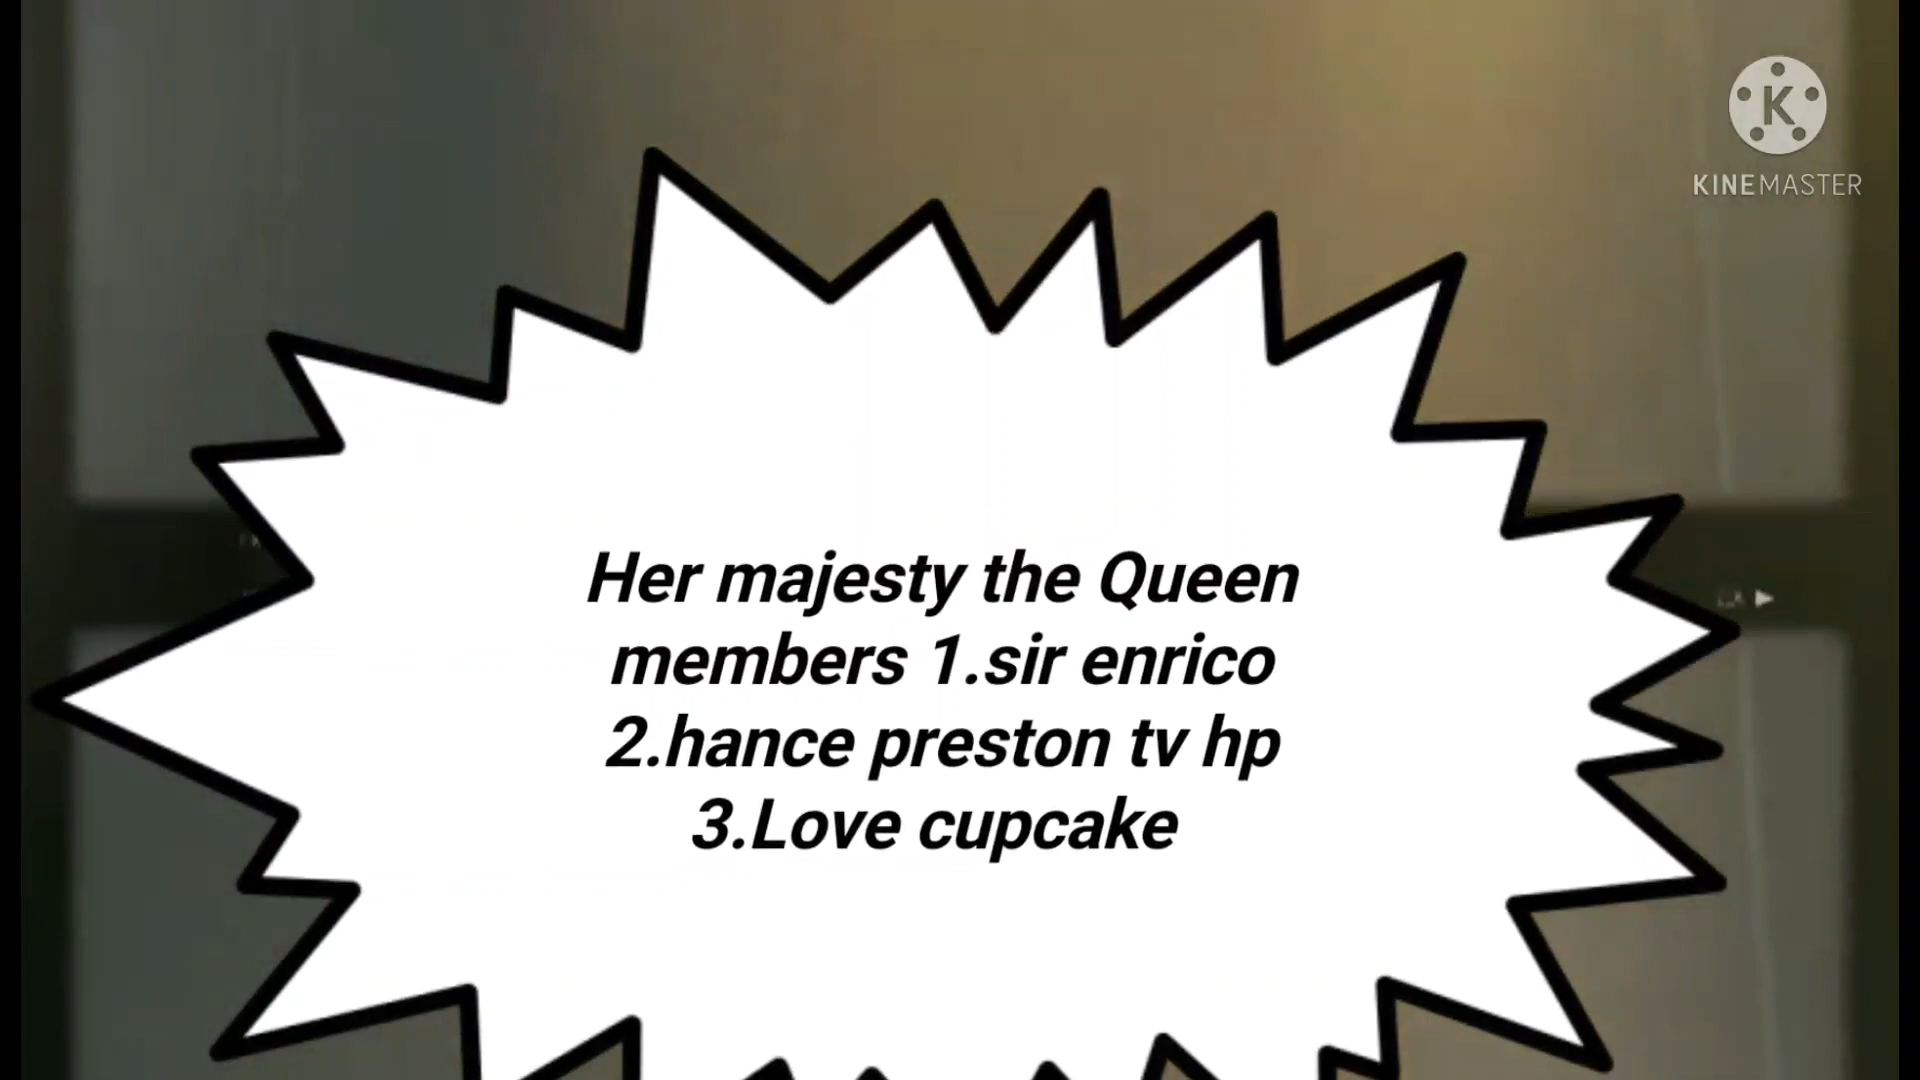 KINEMASTER
Her majesty the Queen
members 1.sir enrico
2.hance preston tv hp
3.Love cupcake